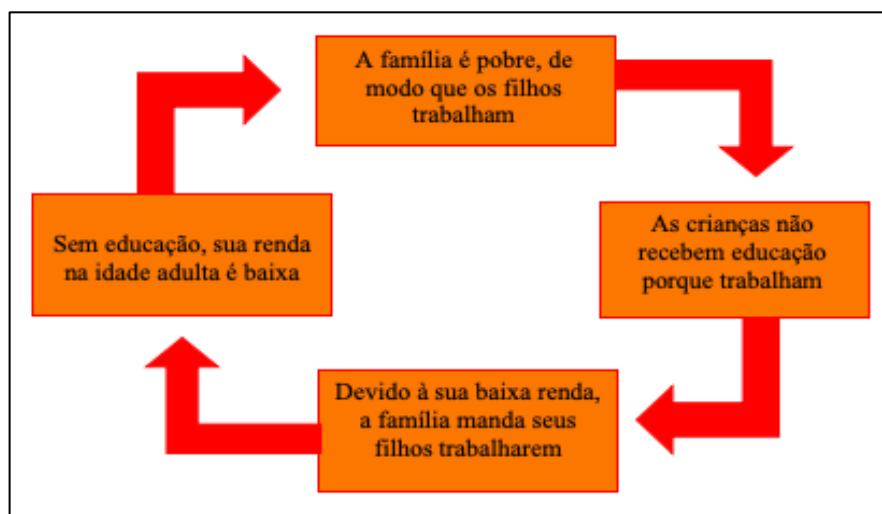 A família é pobre, de
modo que os filhos
trabalham
As crianças não
recebem educação
porque trabalham
Devido à sua baixa renda,
a família manda seus
filhos trabalharem
Sem educação, sua renda
na idade adulta é baixa